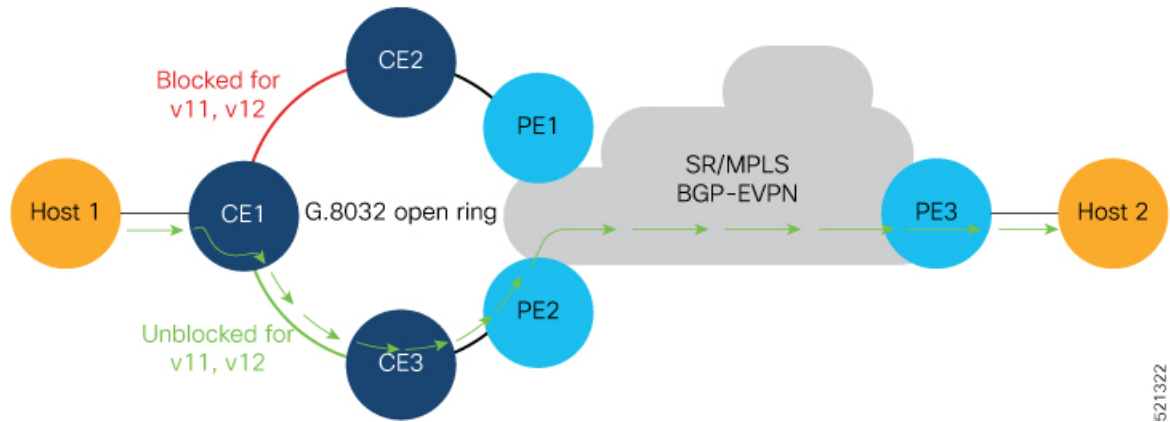 CE2
Blocked for
v11, v12
PE1
SR/MPLS
BGP-EVPN
Host 1
CE1
G.8032 open ring
PE3
Host 2
PE2
Unblocked for
v11, v12
CE3
521322